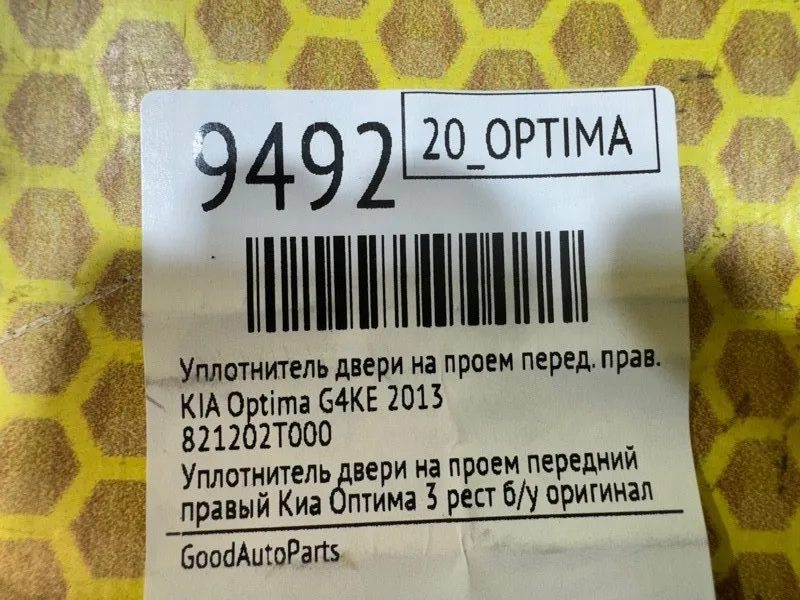 9492
20_OPTIMA
Уплотнитель двери на проем перед. прав.
KIA Optima G4KE 2013
821202T000
Уплотнитель двери на проем передний
правый Киа Оптима 3 рест б/у оригинал
GoodAutoParts